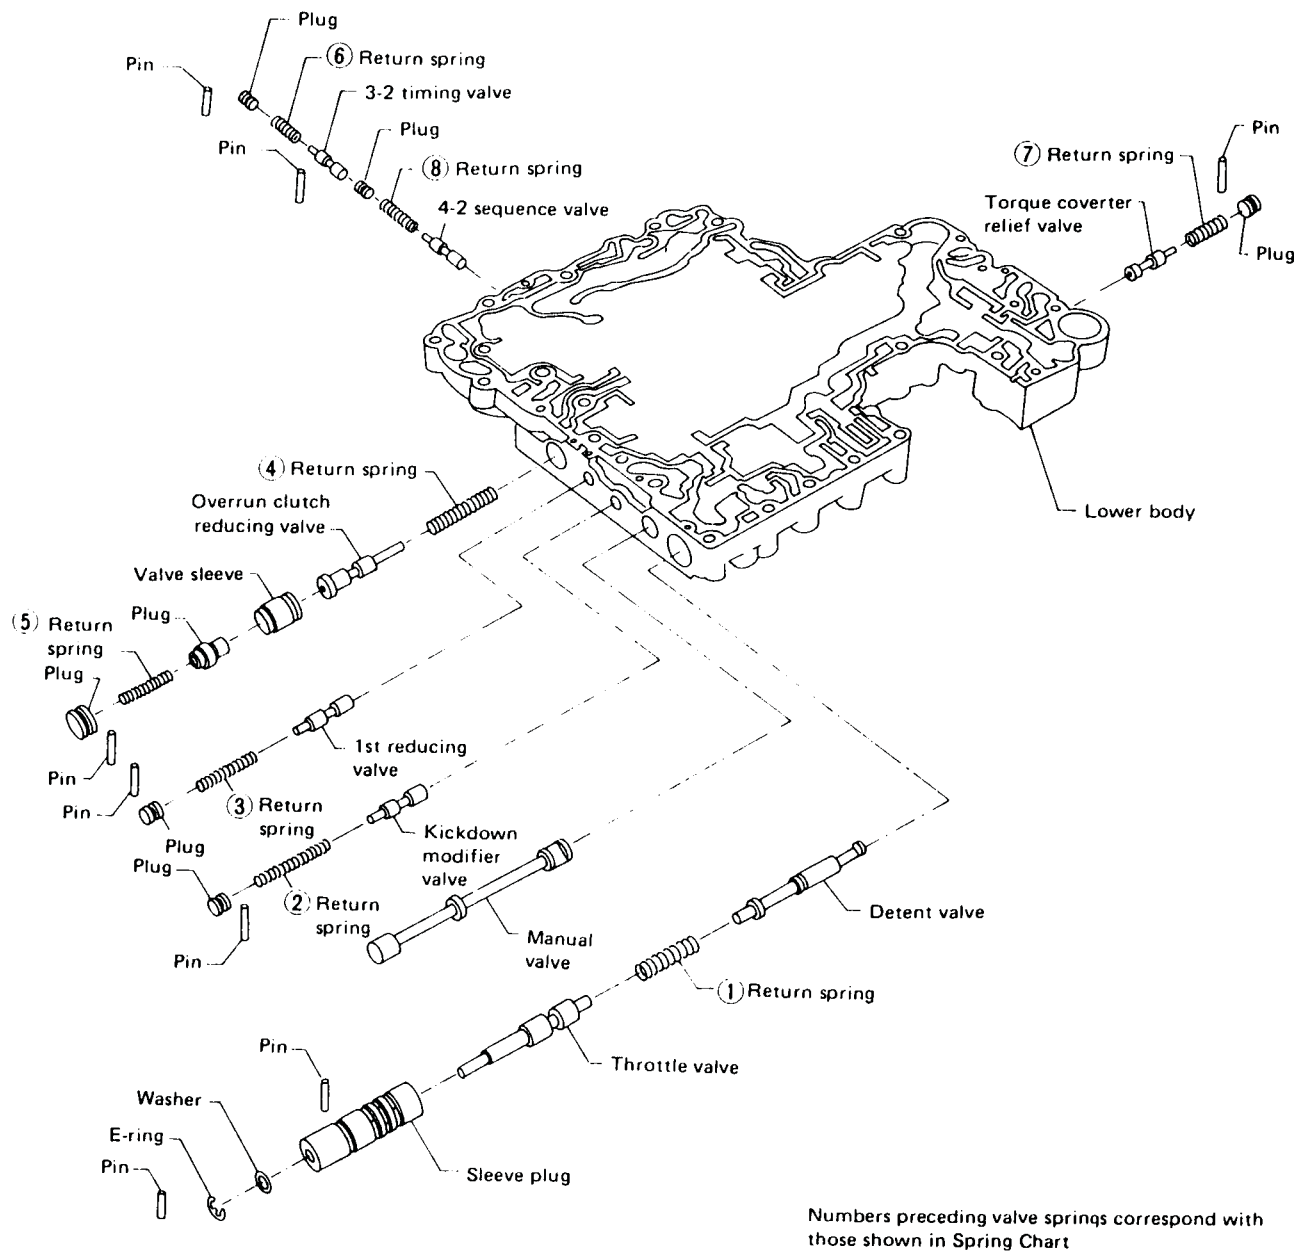 Plug
6 Return spring
Pin
3-2 timing valve
Plug
Pin
8 Return spring
4-2 sequence valve
Pin
7 Return spring
Torque coverter
relief valve
Plug
Lower body
4 Return spring
Overrun clutch
reducing valve
Valve sleeve
Plug
5 Return
spring
Plug
Pin
Pin
1st reducing
valve
3 Return
spring
Plug
Plug
Kickdown
modifier
valve
2 Return
spring
Pin
Manual
valve
Detent valve
1 Return spring
Throttle valve
Pin
Washer
E-ring
Pin
Sleeve plug
Numbers preceding valve springs correspond with
those shown in Spring Chart